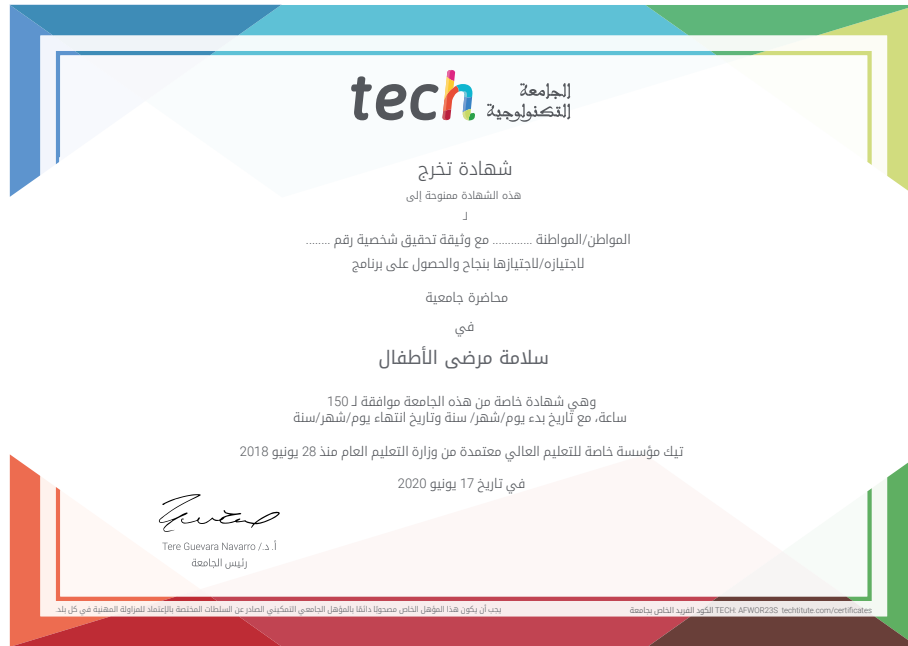 tech الجامعة
التكنولوجية
شهادة تخرج
هذه الشهادة ممنوحة إلى
لـ
المواطن/المواطنة ............ مع وثيقة تحقيق شخصية رقم ........
لاجتيازه/لاجتيازها بنجاح والحصول على برنامج
محاضرة جامعية
في
سلامة مرضى الأطفال
وهي شهادة خاصة من هذه الجامعة موافقة لـ 150
ساعة، مع تاريخ بدء يوم/شهر/ سنة وتاريخ انتهاء يوم/شهر/سنة
تيك مؤسسة خاصة للتعليم العالي معتمدة من وزارة التعليم العام منذ 28 يونيو 2018
في تاريخ 17 يونيو 2020
أ. د./ Tere Guevara Navarro
رئيس الجامعة
يجب أن يكون هذا المؤهل الخاص مصحوبًا دائمًا بالمؤهل الجامعي التمكيني الصادر عن السلطات المختصة بالإعتماد للمزاولة المهنية في كل بلد.
الكود الفريد الخاص بجامعة TECH: AFWOR23S techtitute.com/certificates